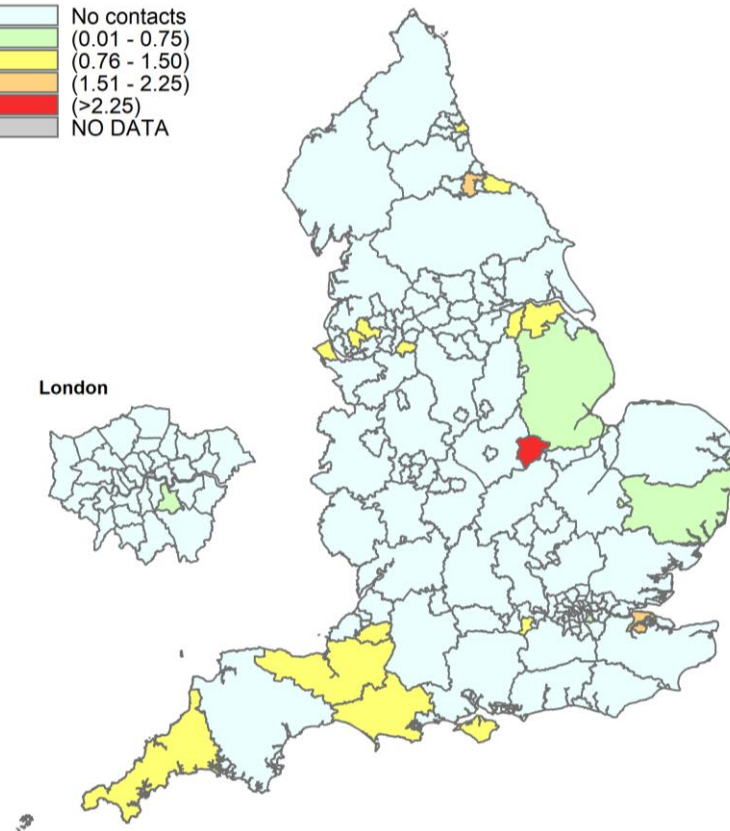 No contacts
(0.01 - 0.75)
(0.76 - 1.50)
(1.51 - 2.25)
(>2.25)
NO DATA
London